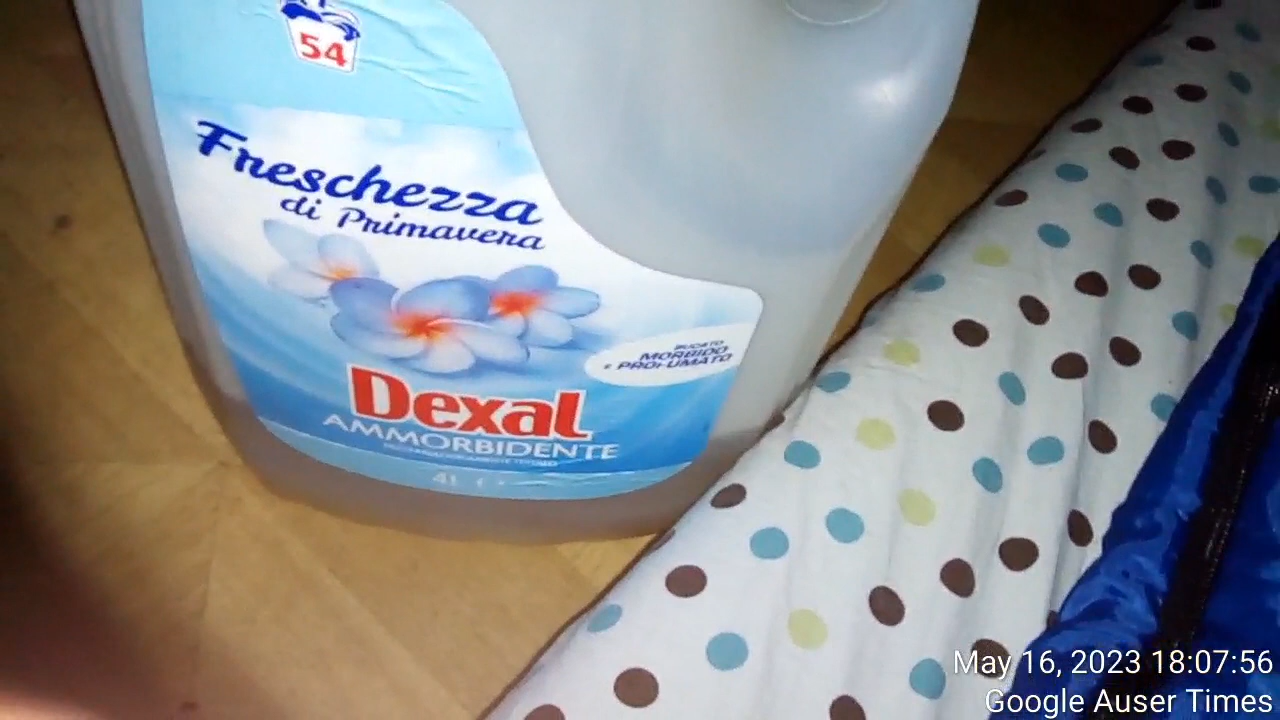 54
Freschezza
di Primavera
BUCATO
MORBIDO
E PROFUMATO
Dexal
AMMORBIDENTE
4L
May 16, 2023 18:07:56
Google Auser Times